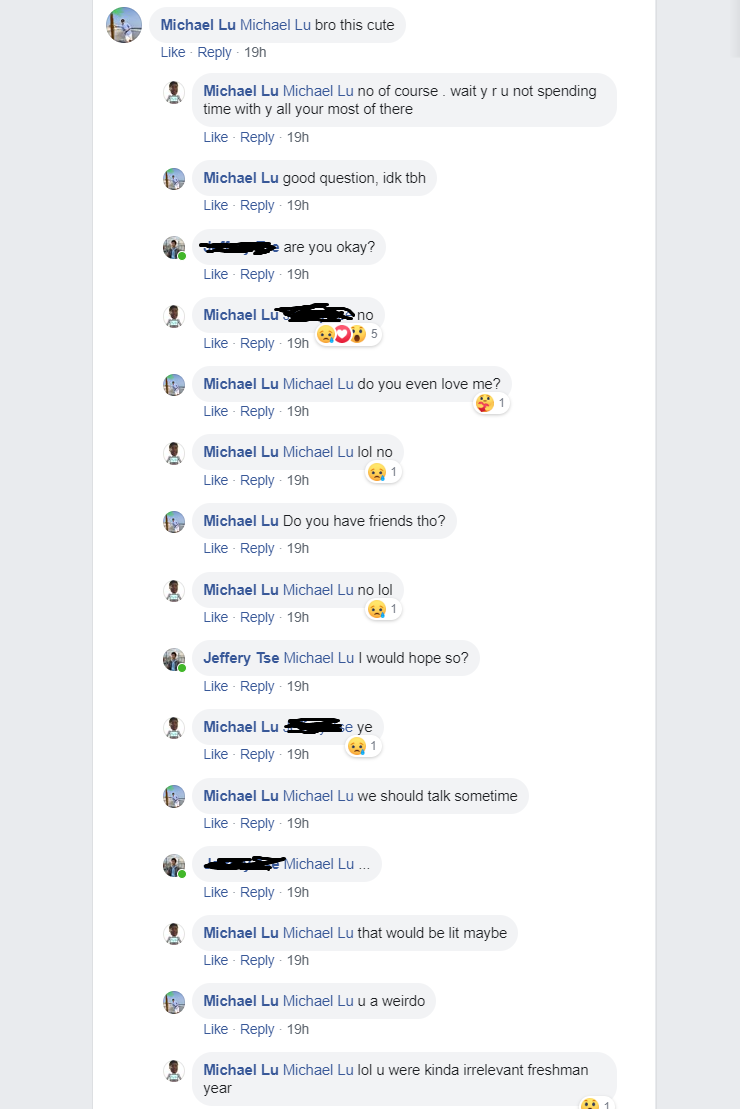 Michael Lu Michael Lu bro this cute
Like · Reply · 19h
Michael Lu Michael Lu no of course . wait y r u not spending
time with y all your most of there
Like · Reply · 19h
Michael Lu good question, idk tbh
Like · Reply · 19h
are you okay?
Like · Reply · 19h
Michael Lu no
Like · Reply · 19h 5
Michael Lu Michael Lu do you even love me?
Like · Reply · 19h 1
Michael Lu Michael Lu lol no
Like · Reply · 19h 1
Michael Lu Do you have friends tho?
Like · Reply · 19h
Michael Lu Michael Lu no lol
Like · Reply · 19h 1
Jeffery Tse Michael Lu I would hope so?
Like · Reply · 19h
Michael Lu ye
Like · Reply · 19h 1
Michael Lu Michael Lu we should talk sometime
Like · Reply · 19h
Michael Lu ...
Like · Reply · 19h
Michael Lu Michael Lu that would be lit maybe
Like · Reply · 19h
Michael Lu Michael Lu u a weirdo
Like · Reply · 19h
Michael Lu Michael Lu lol u were kinda irrelevant freshman
year
1